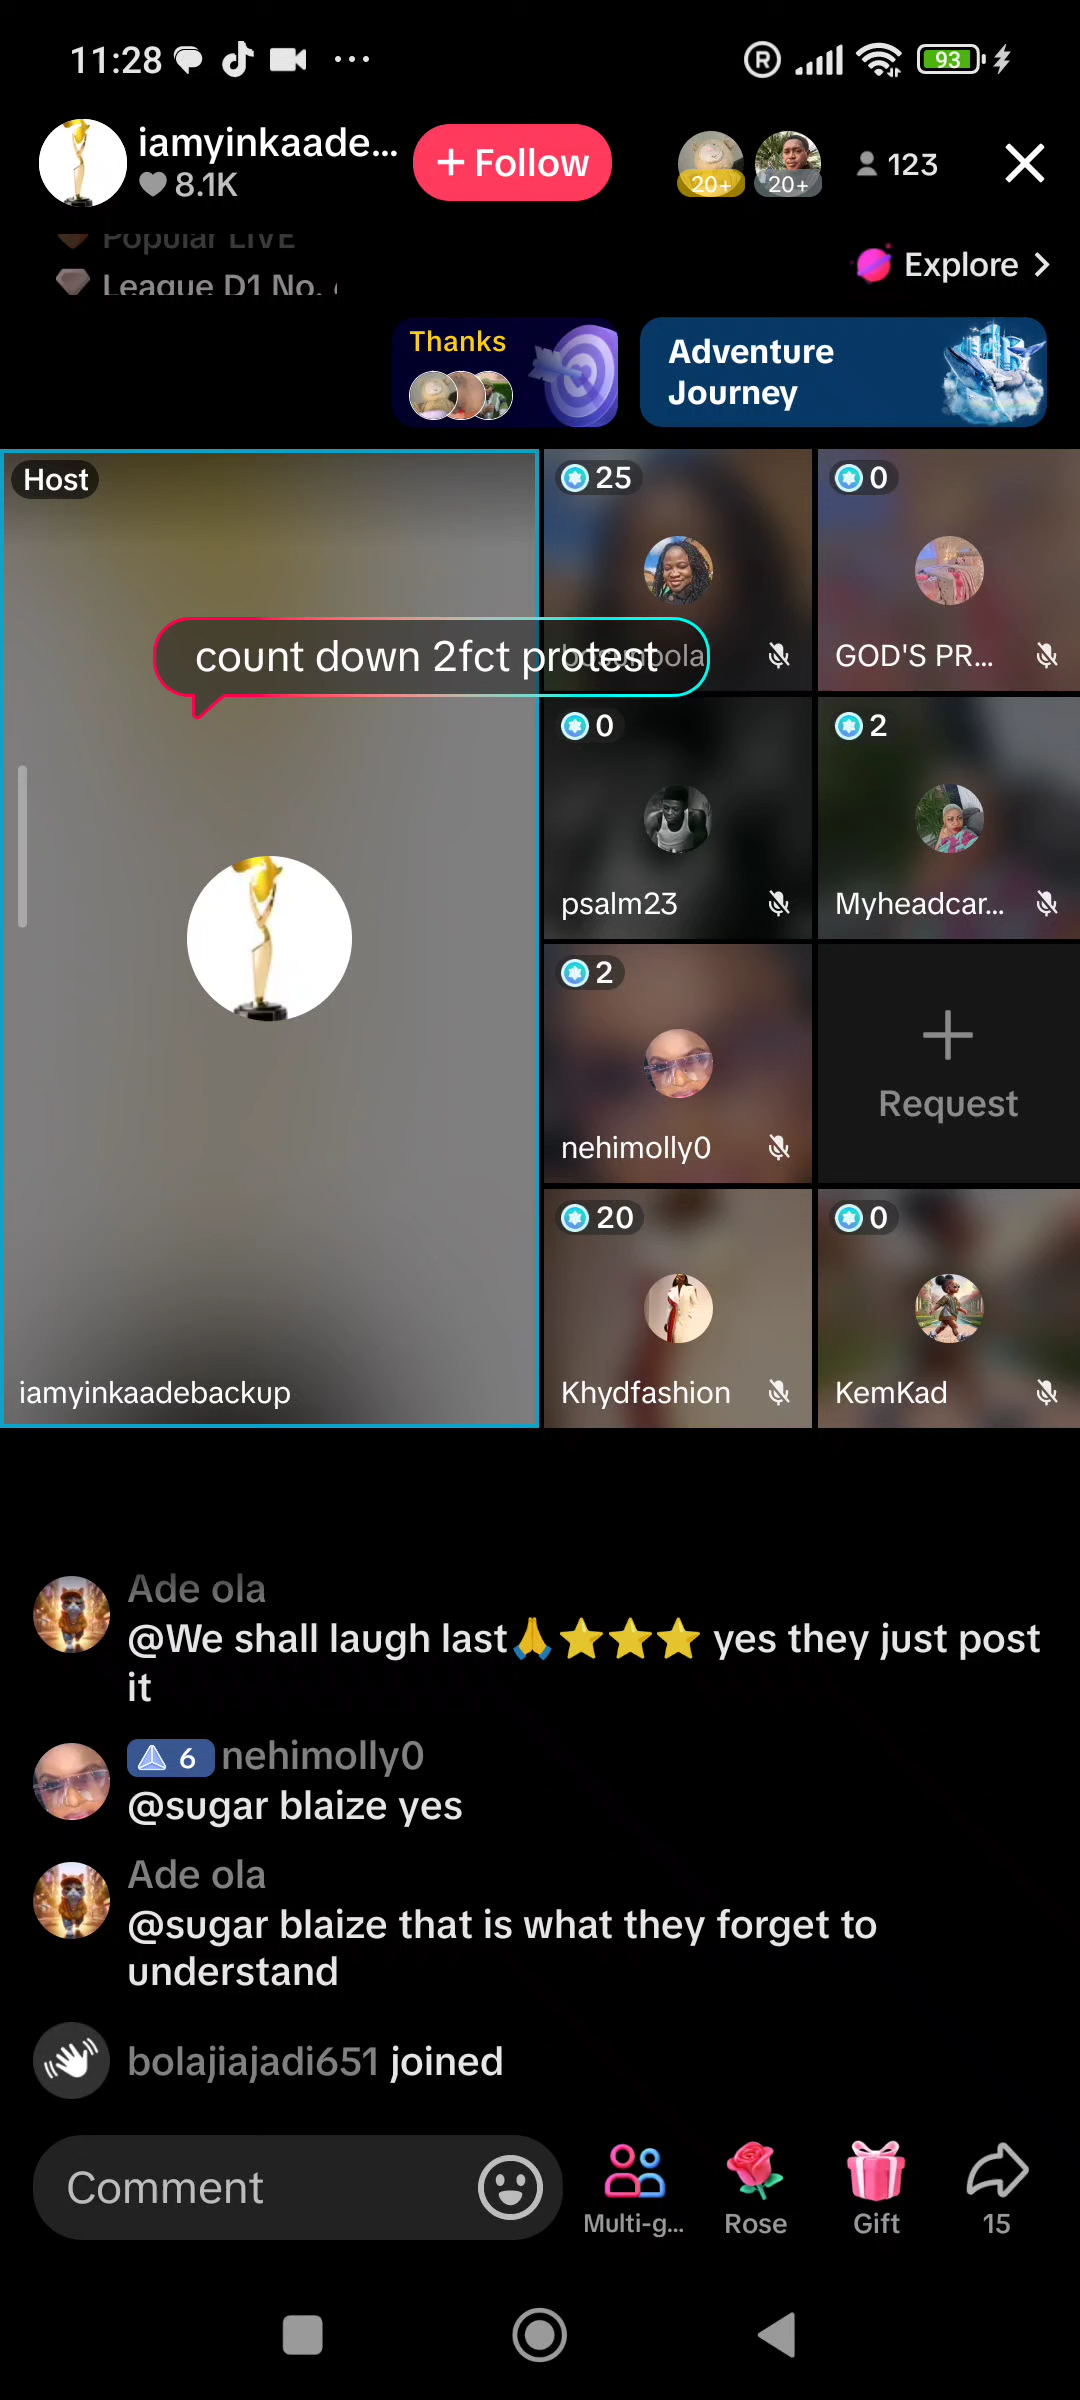 11:28
93
iamyinkaade...
8.1K
+ Follow
20+
20+
123
Popular LIVE
League D1 No.
Explore >
Thanks
Adventure
Journey
Host
25
0
count down 2fct protest
GOD'S PR...
0
2
psalm23
Myheadcar...
2
nehimolly0
Request
20
0
iamyinkaadebackup
Khydfashion
KemKad
Ade ola
@We shall laugh last🙏⭐⭐⭐ yes they just post
it
6 nehimolly0
@sugar blaize yes
Ade ola
@sugar blaize that is what they forget to
understand
bolajiajadi651 joined
Comment
Multi-g...
Rose
Gift
15